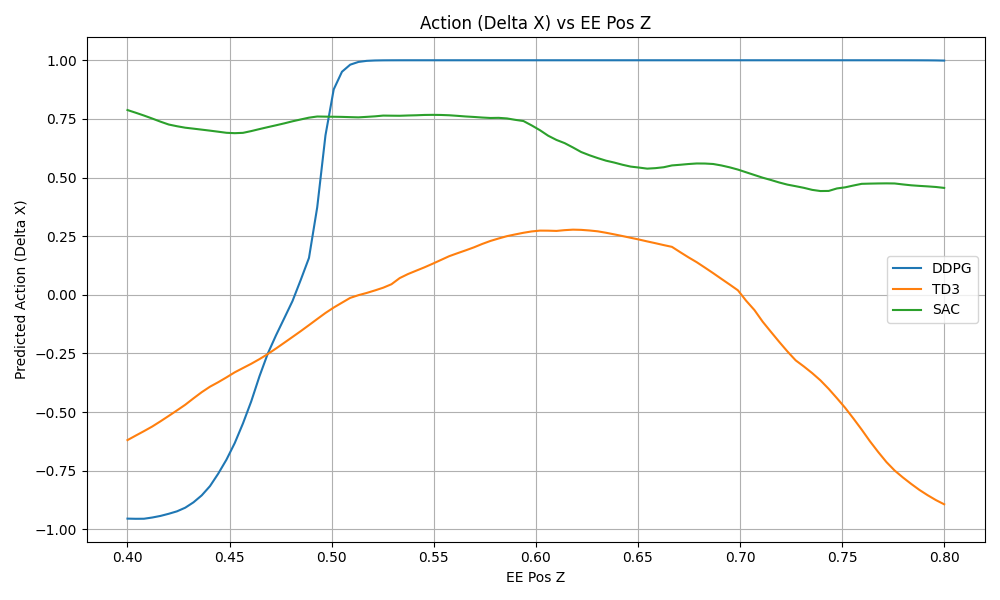 Action (Delta X) vs EE Pos Z
Predicted Action (Delta X)
1.00
0.75
0.50
0.25
0.00
−0.25
−0.50
−0.75
−1.00
DDPG
TD3
SAC
0.40 0.45 0.50 0.55 0.60 0.65 0.70 0.75 0.80
EE Pos Z